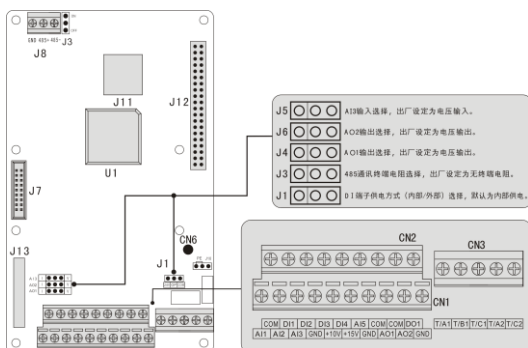 GND 485+ 485- J3
J8
J11
J12
U1
J7
J13
J1
CN6
J5 AI3输入选择，出厂设定为电压输入。
J6 AO2输出选择，出厂设定为电压输出。
J4 AO1输出选择，出厂设定为电压输出。
J3 485通讯终端电阻选择，出厂设定为无终端电阻。
J1 DI端子供电方式（内部/外部）选择，默认为内部供电。
CN2
CN3
CN1
COM DI1 DI2 DI3 DI4 AI5 COM COM DO1
T/A1 T/B1 T/C1 T/A2 T/C2
AI1 AI2 AI3 GND +10V +15V GND AO1 AO2 GND